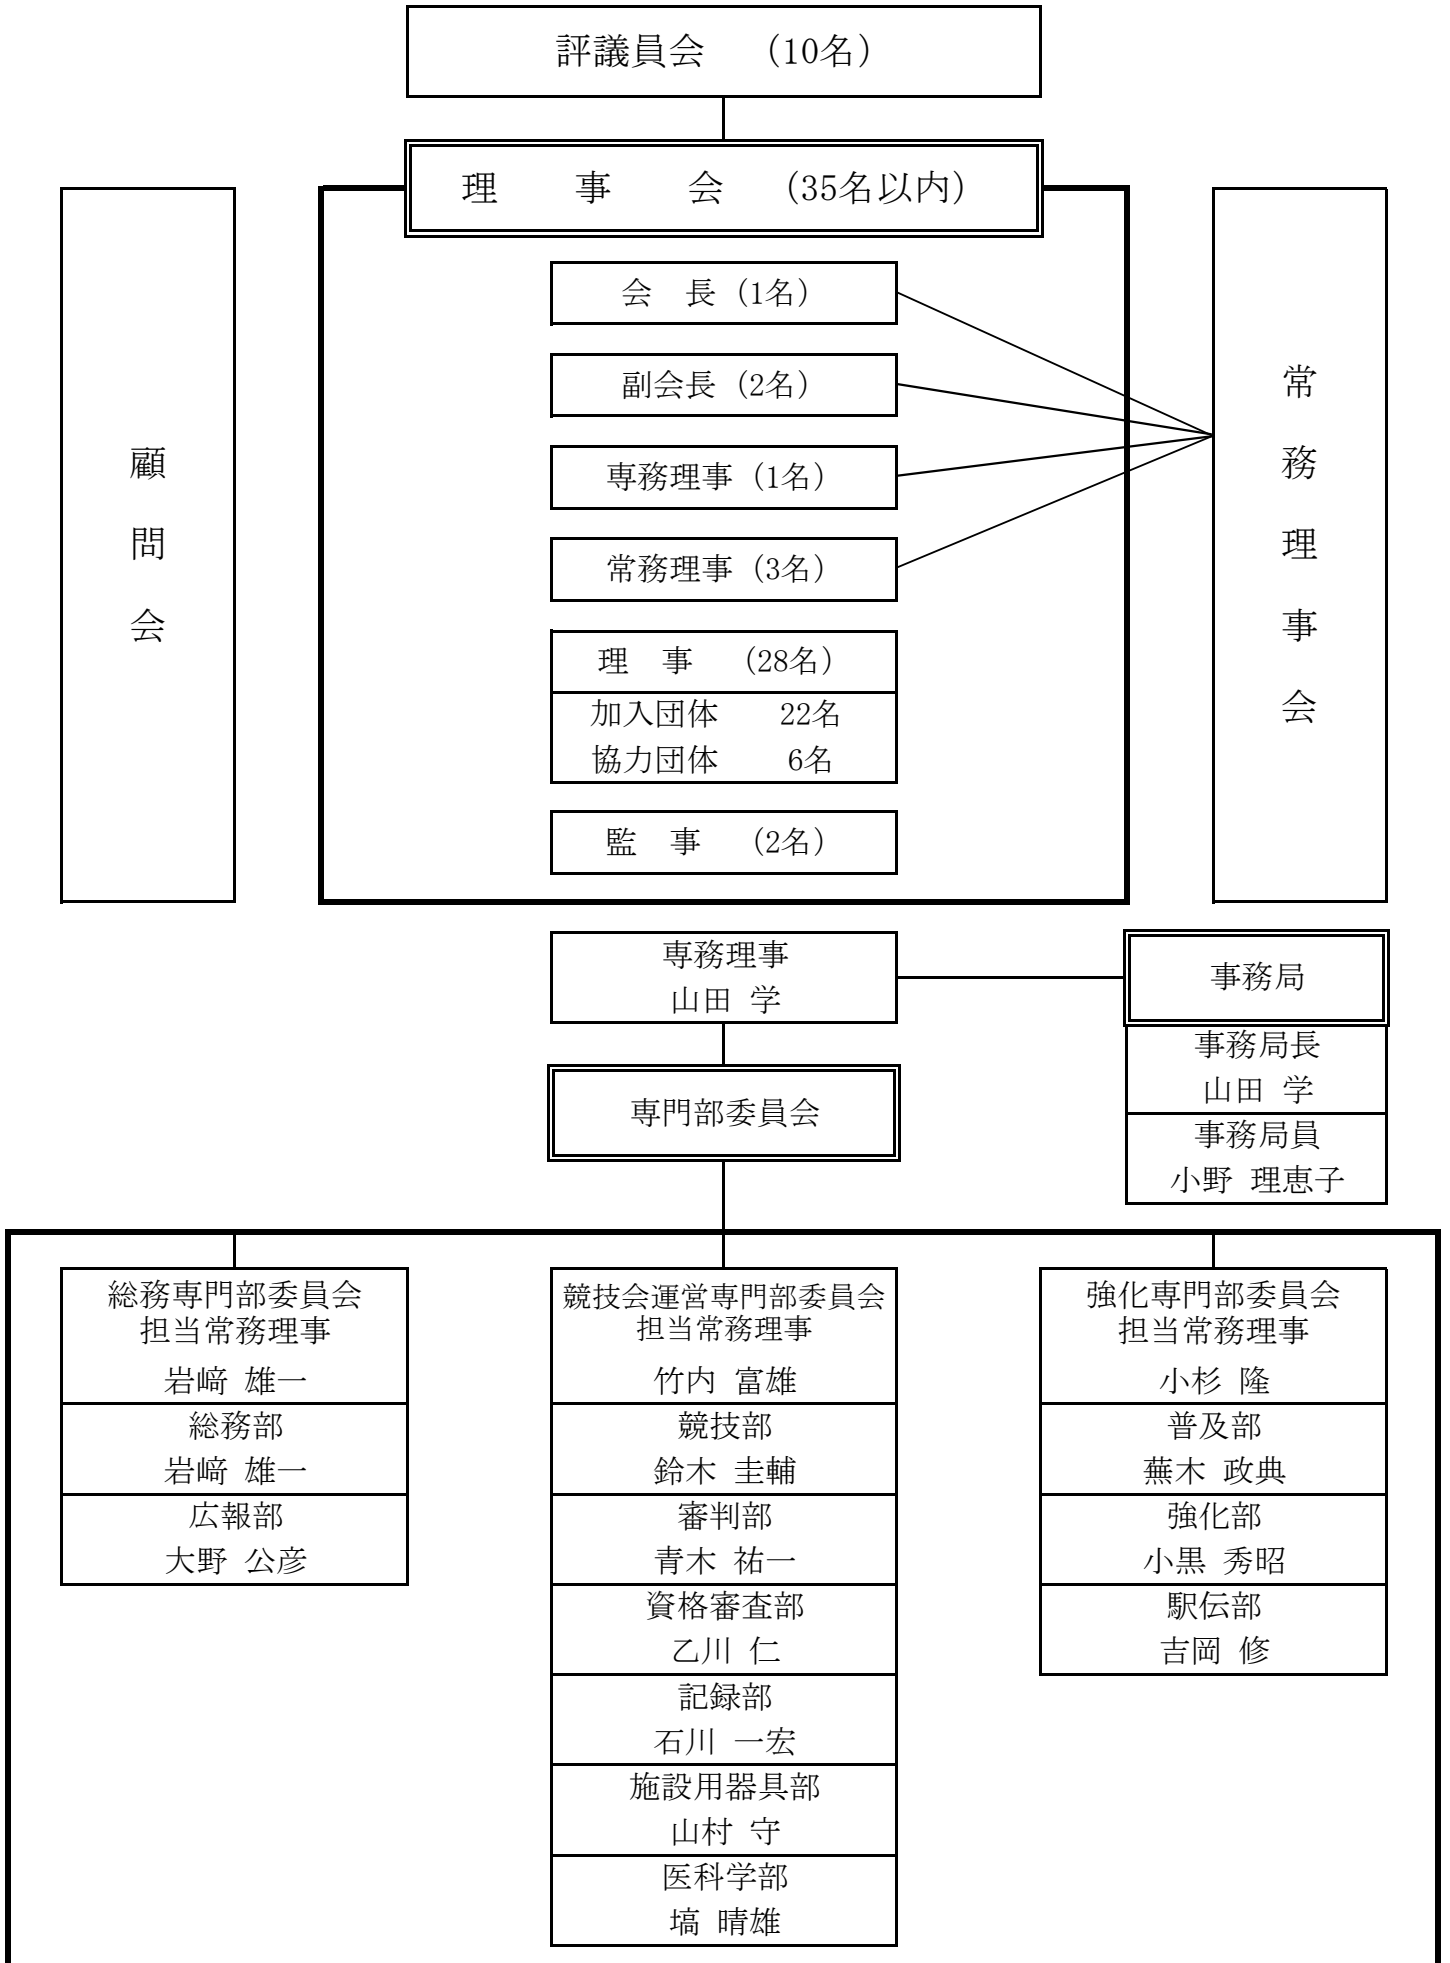 評議員会　（10名）
理　事　会　（35名以内）
会　長（1名）
副会長（2名）
専務理事（1名）
常務理事（3名）
理　事　（28名）
加入団体　22名
協力団体　6名
監　事　（2名）
顧問会
常務理事会
専務理事
山田 学
事務局
事務局長
山田 学
事務局員
小野 理恵子
専門部委員会
総務専門部委員会
担当常務理事
岩﨑 雄一
総務部
岩﨑 雄一
広報部
大野 公彦
競技会運営専門部委員会
担当常務理事
竹内 富雄
競技部
鈴木 圭輔
審判部
青木 祐一
資格審査部
乙川 仁
記録部
石川 一宏
施設用器具部
山村 守
医科学部
塙 晴雄
強化専門部委員会
担当常務理事
小杉 隆
普及部
蕪木 政典
強化部
小黒 秀昭
駅伝部
吉岡 修